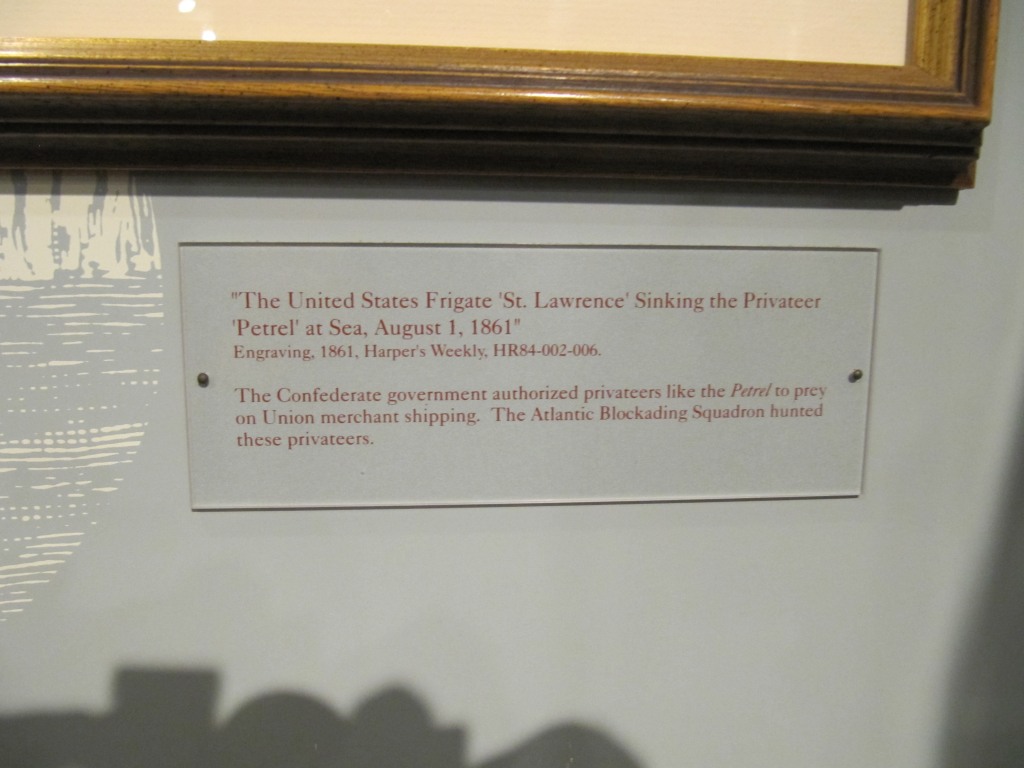 "The United States Frigate 'St. Lawrence' Sinking the Privateer
'Petrel' at Sea, August 1, 1861"
Engraving, 1861, Harper's Weekly, HR84-002-006.
The Confederate government authorized privateers like the Petrel to prey
on Union merchant shipping. The Atlantic Blockading Squadron hunted
these privateers.